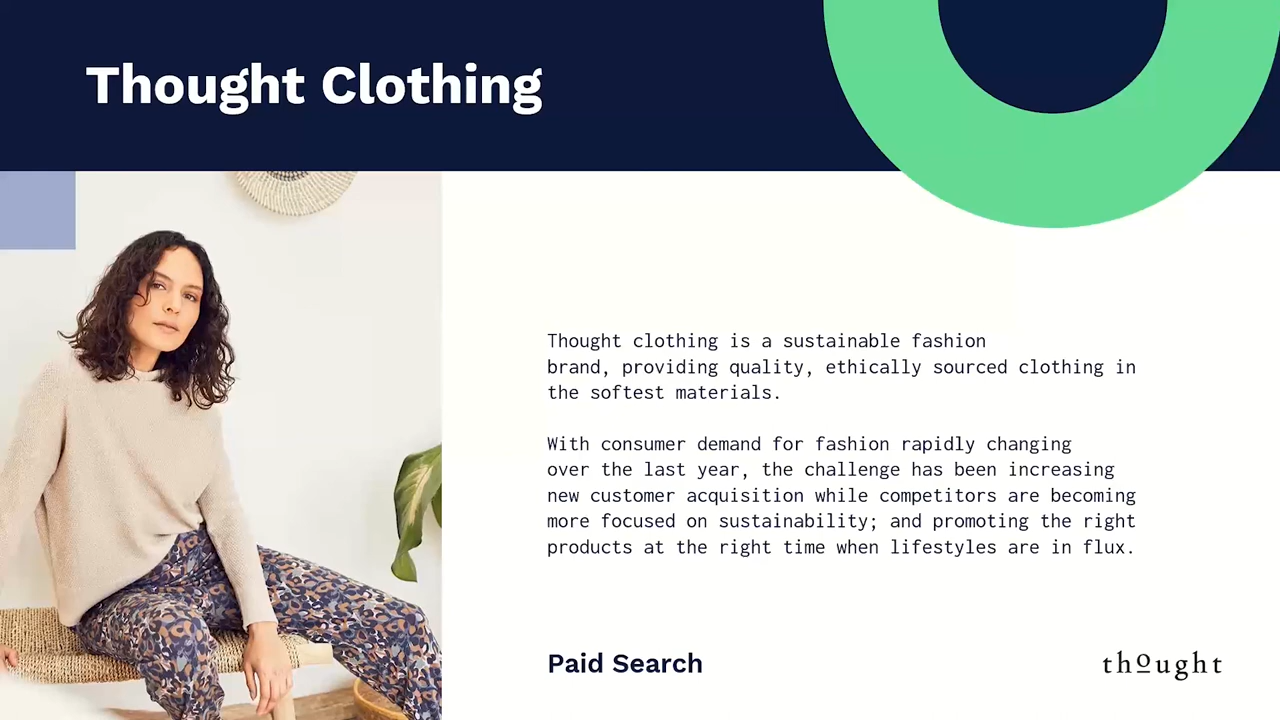 Thought Clothing
Thought clothing is a sustainable fashion
brand, providing quality, ethically sourced clothing in
the softest materials.
With consumer demand for fashion rapidly changing
over the last year, the challenge has been increasing
new customer acquisition while competitors are becoming
more focused on sustainability; and promoting the right
products at the right time when lifestyles are in flux.
Paid Search
thought